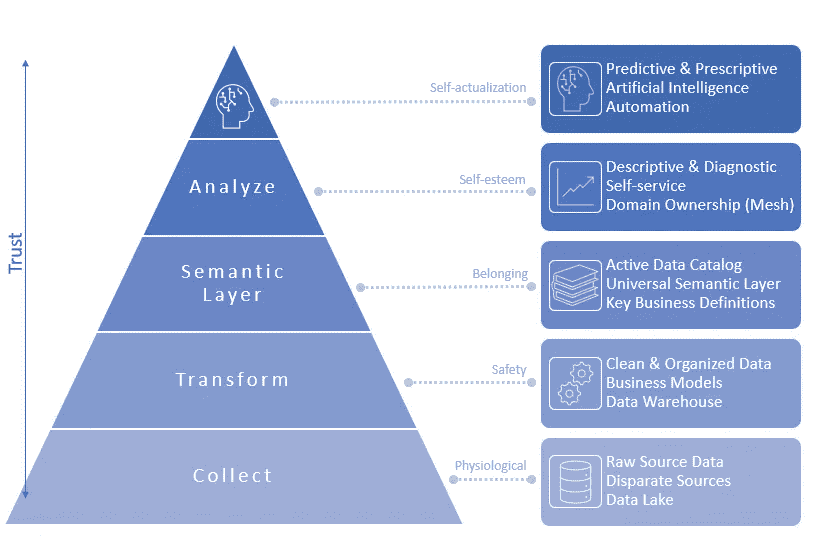 Trust
Self-actualization
Predictive & Prescriptive
Artificial Intelligence
Automation
Analyze
Self-esteem
Descriptive & Diagnostic
Self-service
Domain Ownership (Mesh)
Semantic
Layer
Belonging
Active Data Catalog
Universal Semantic Layer
Key Business Definitions
Transform
Safety
Clean & Organized Data
Business Models
Data Warehouse
Collect
Physiological
Raw Source Data
Disparate Sources
Data Lake